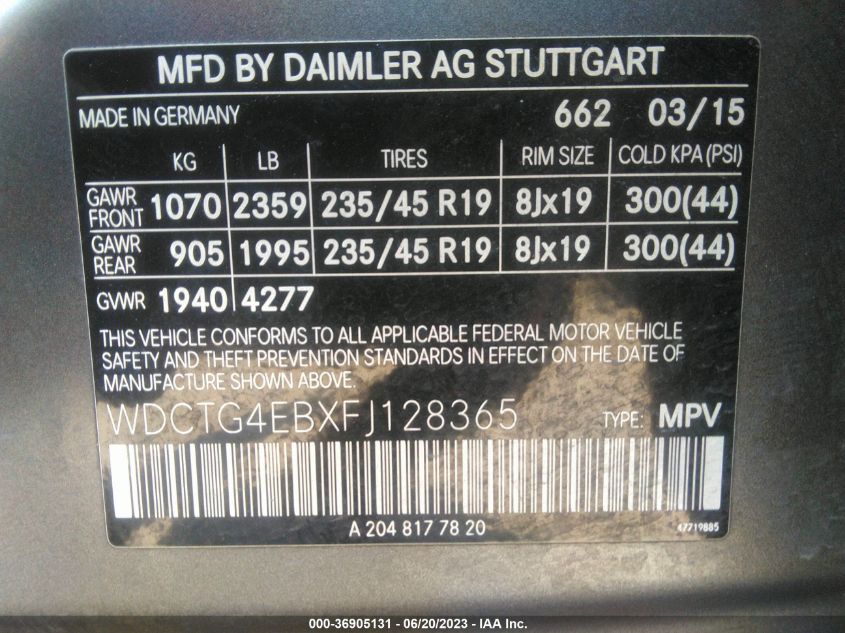 MFD BY DAIMLER AG STUTTGART
MADE IN GERMANY 662 03/15
KG LB TIRES RIM SIZE COLD KPA (PSI)
GAWR FRONT 1070 2359 235/45 R19 8Jx19 300(44)
GAWR REAR 905 1995 235/45 R19 8Jx19 300(44)
GVWR 1940 4277
THIS VEHICLE CONFORMS TO ALL APPLICABLE FEDERAL MOTOR VEHICLE
SAFETY AND THEFT PREVENTION STANDARDS IN EFFECT ON THE DATE OF
MANUFACTURE SHOWN ABOVE.
WDCTG4EBXFJ128365 TYPE: MPV
A 204 817 78 20 47719885
000-36905131 - 06/20/2023 - IAA Inc.